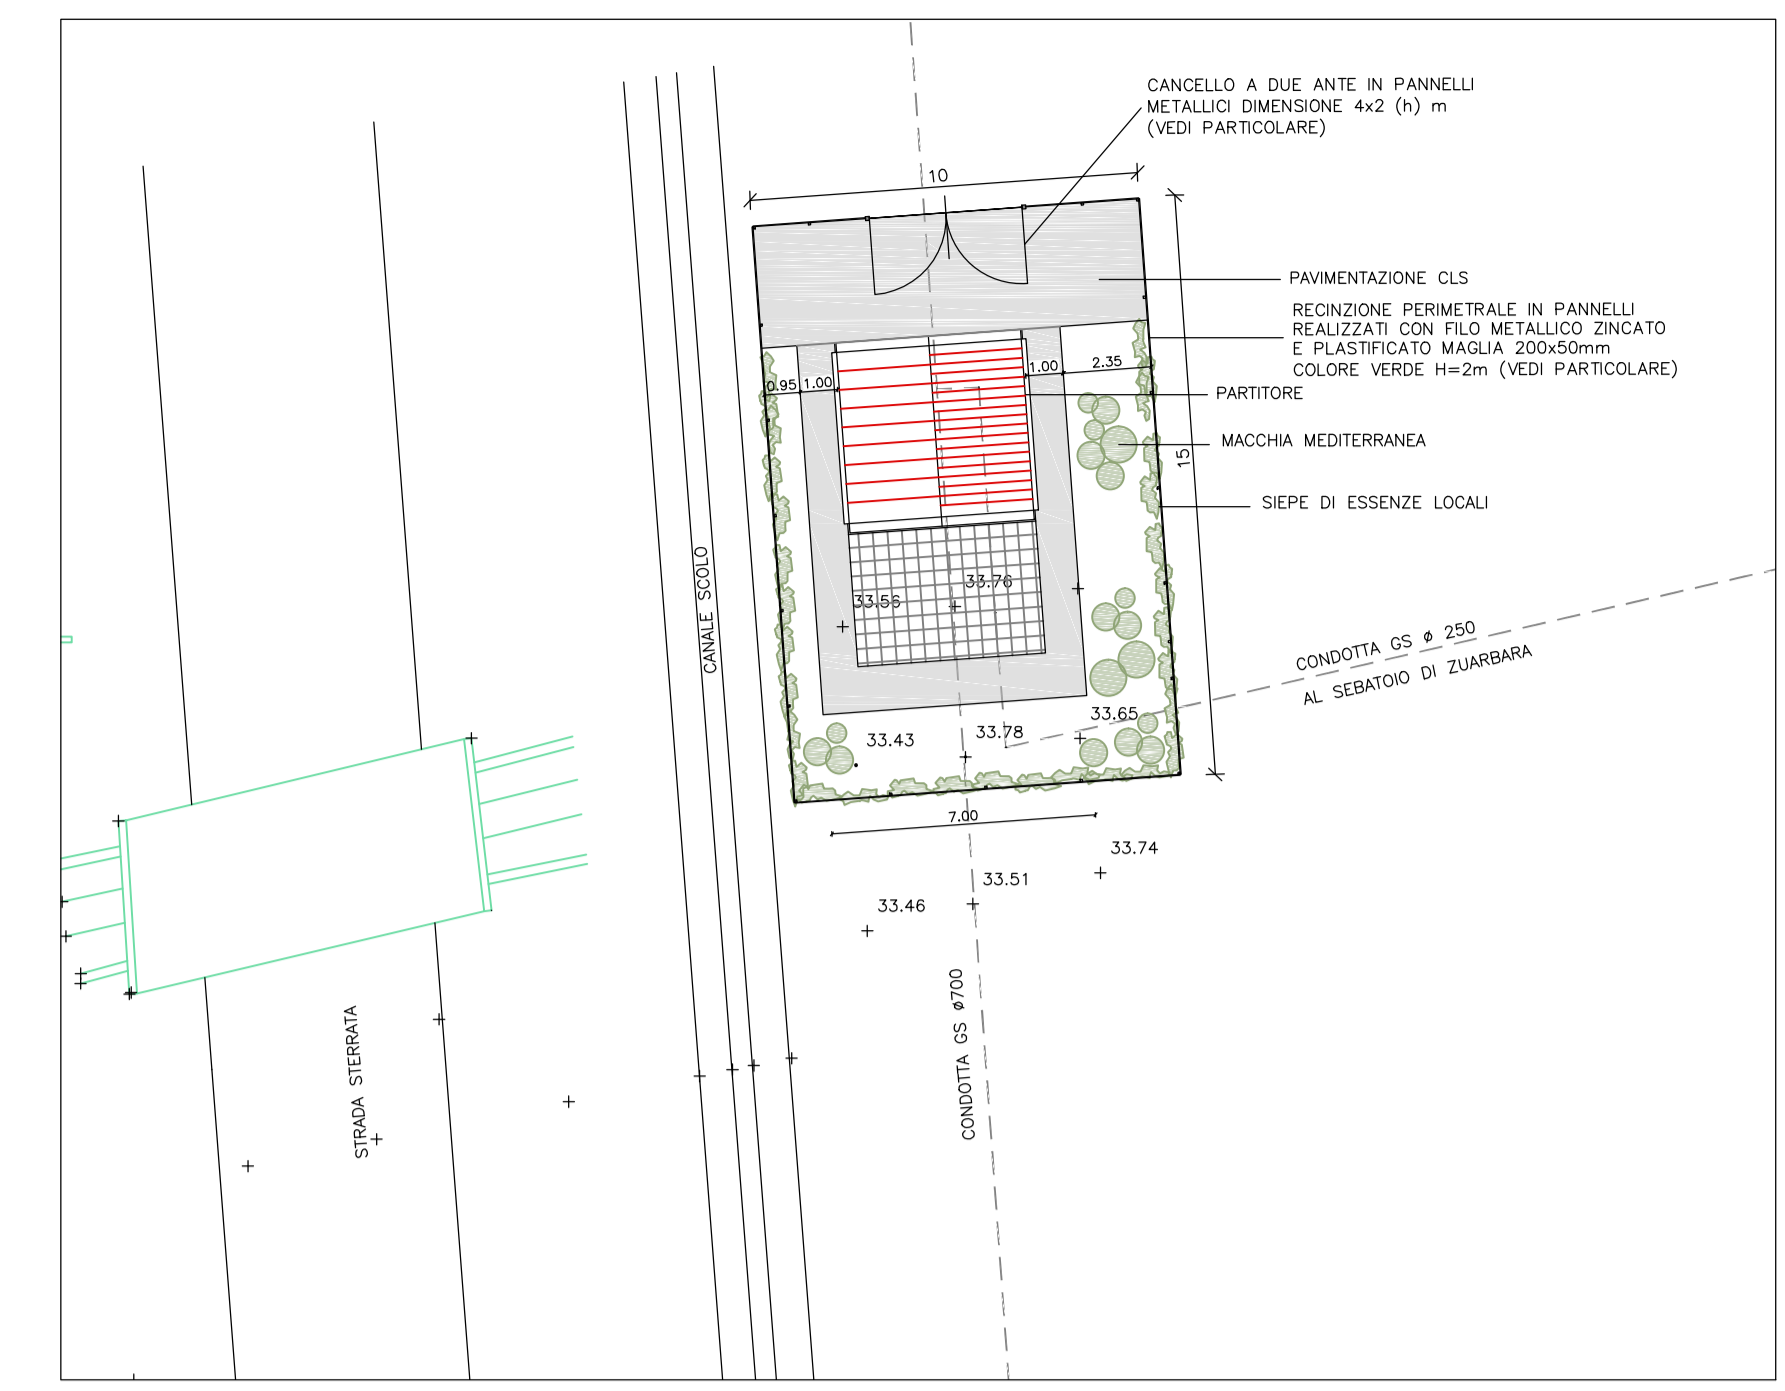 CANCELLO A DUE ANTE IN PANNELLI
METALLICI DIMENSIONE 4x2 (h) m
(VEDI PARTICOLARE)
10
PAVIMENTAZIONE CLS
RECINZIONE PERIMETRALE IN PANNELLI
REALIZZATI CON FILO METALLICO ZINCATO
E PLASTIFICATO MAGLIA 200x50mm
COLORE VERDE H=2m (VEDI PARTICOLARE)
0.95
1.00
1.00
2.35
PARTITORE
MACCHIA MEDITERRANEA
15
SIEPE DI ESSENZE LOCALI
CANALE SCOLO
33.76
33.56
CONDOTTA GS ø 250
AL SEBATOIO DI ZUARBARA
33.65
33.78
33.43
7.00
33.74
33.51
33.46
CONDOTTA GS ø700
STRADA STERRATA